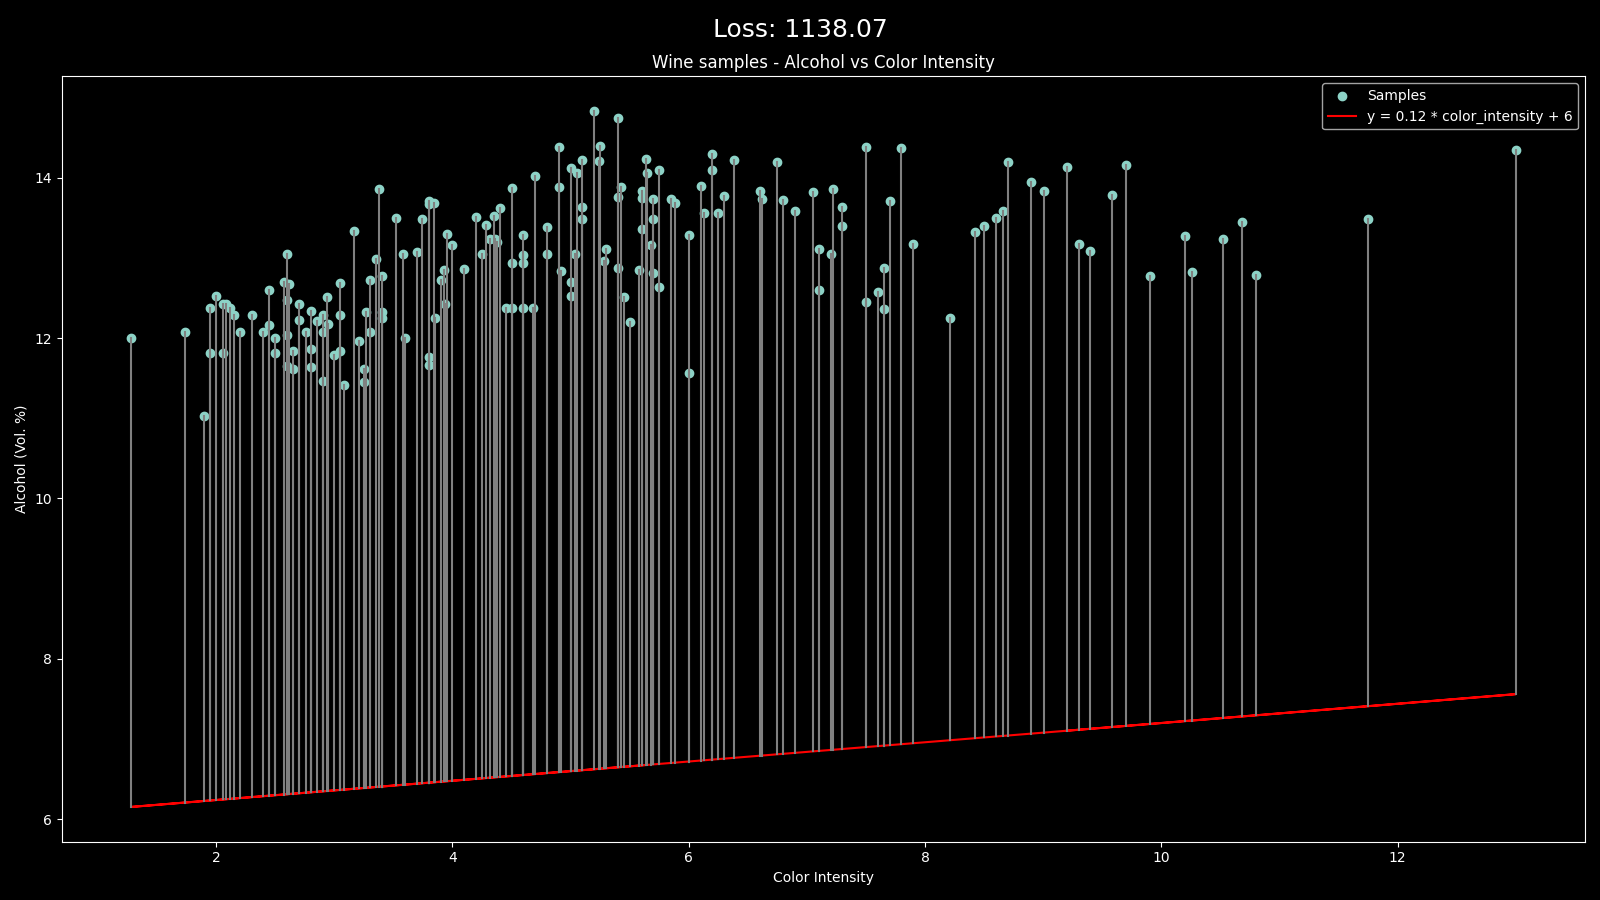 Loss: 1138.07
Wine samples - Alcohol vs Color Intensity
Samples
y = 0.12 * color_intensity + 6
14
12
10
8
6
Alcohol (Vol. %)
2 4 6 8 10 12
Color Intensity